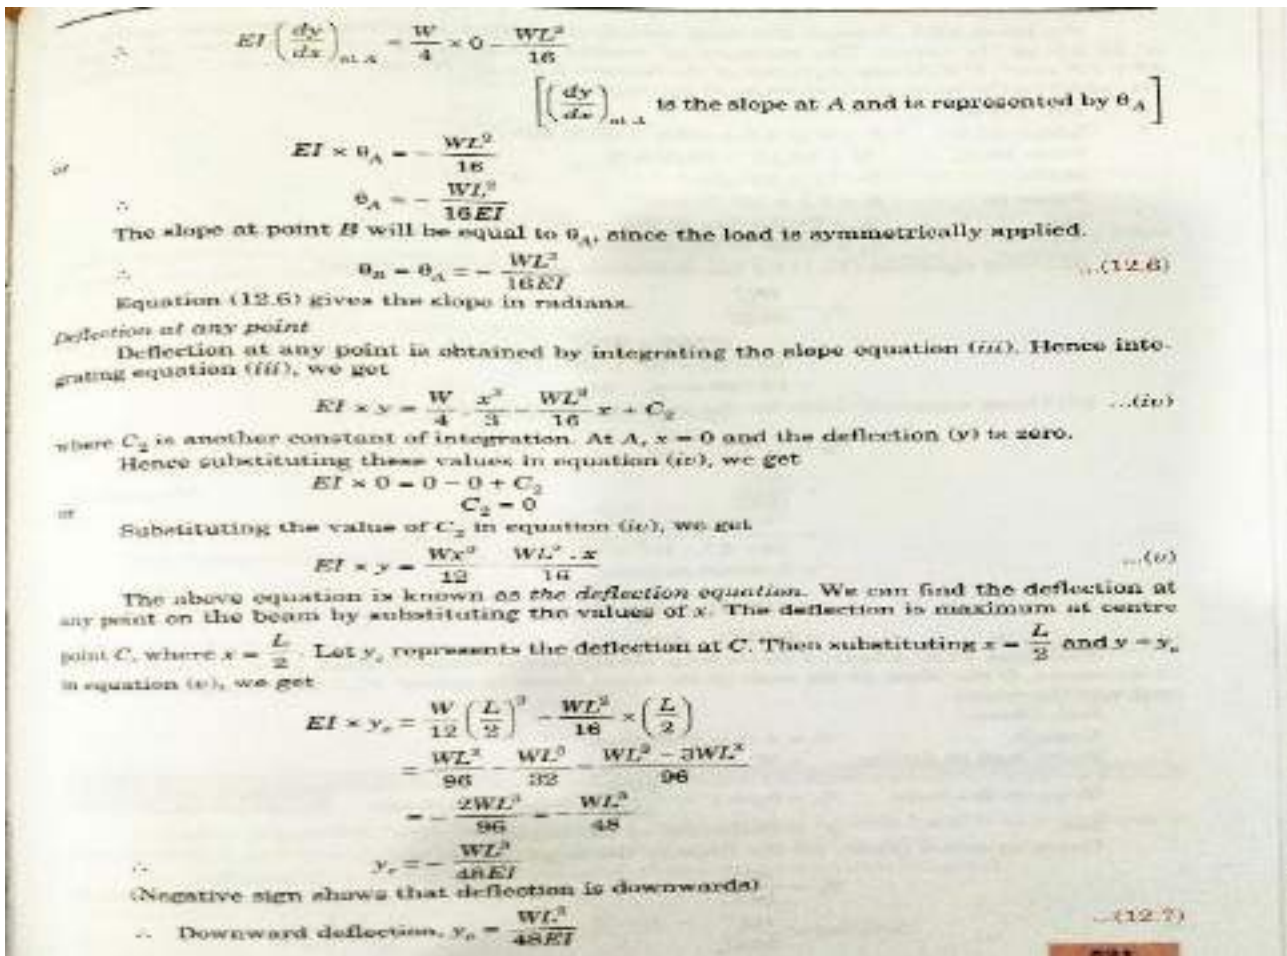 ∴ EI (dy/dx)at A = W/4 × 0 − WL²/16
[(dy/dx)at A is the slope at A and is represented by θA]
or EI × θA = − WL²/16
∴ θA = − WL²/16EI
The slope at point B will be equal to θA, since the load is symmetrically applied.
∴ θB = θA = − WL²/16EI ...(12.6)
Equation (12.6) gives the slope in radians.
Deflection at any point
Deflection at any point is obtained by integrating the slope equation (iii). Hence inte-
grating equation (iii), we get
EI × y = W/4 . x³/3 − WL²/16 x + C₂ ...(iv)
where C₂ is another constant of integration. At A, x = 0 and the deflection (y) is zero.
Hence substituting these values in equation (iv), we get
EI × 0 = 0 − 0 + C₂
or C₂ = 0
Substituting the value of C₂ in equation (iv), we get
EI × y = Wx³/12 − WL² . x/16 ...(v)
The above equation is known as the deflection equation. We can find the deflection at
any point on the beam by substituting the values of x. The deflection is maximum at centre
point C, where x = L/2 . Let yc represents the deflection at C. Then substituting x = L/2 and y = yc
in equation (v), we get
EI × yc = W/12 (L/2)³ − WL²/16 × (L/2)
= WL³/96 − WL³/32 = WL³ − 3WL³/96
= − 2WL³/96 = − WL³/48
∴ yc = − WL³/48EI
(Negative sign shows that deflection is downwards)
∴ Downward deflection, yc = WL³/48EI ...(12.7)